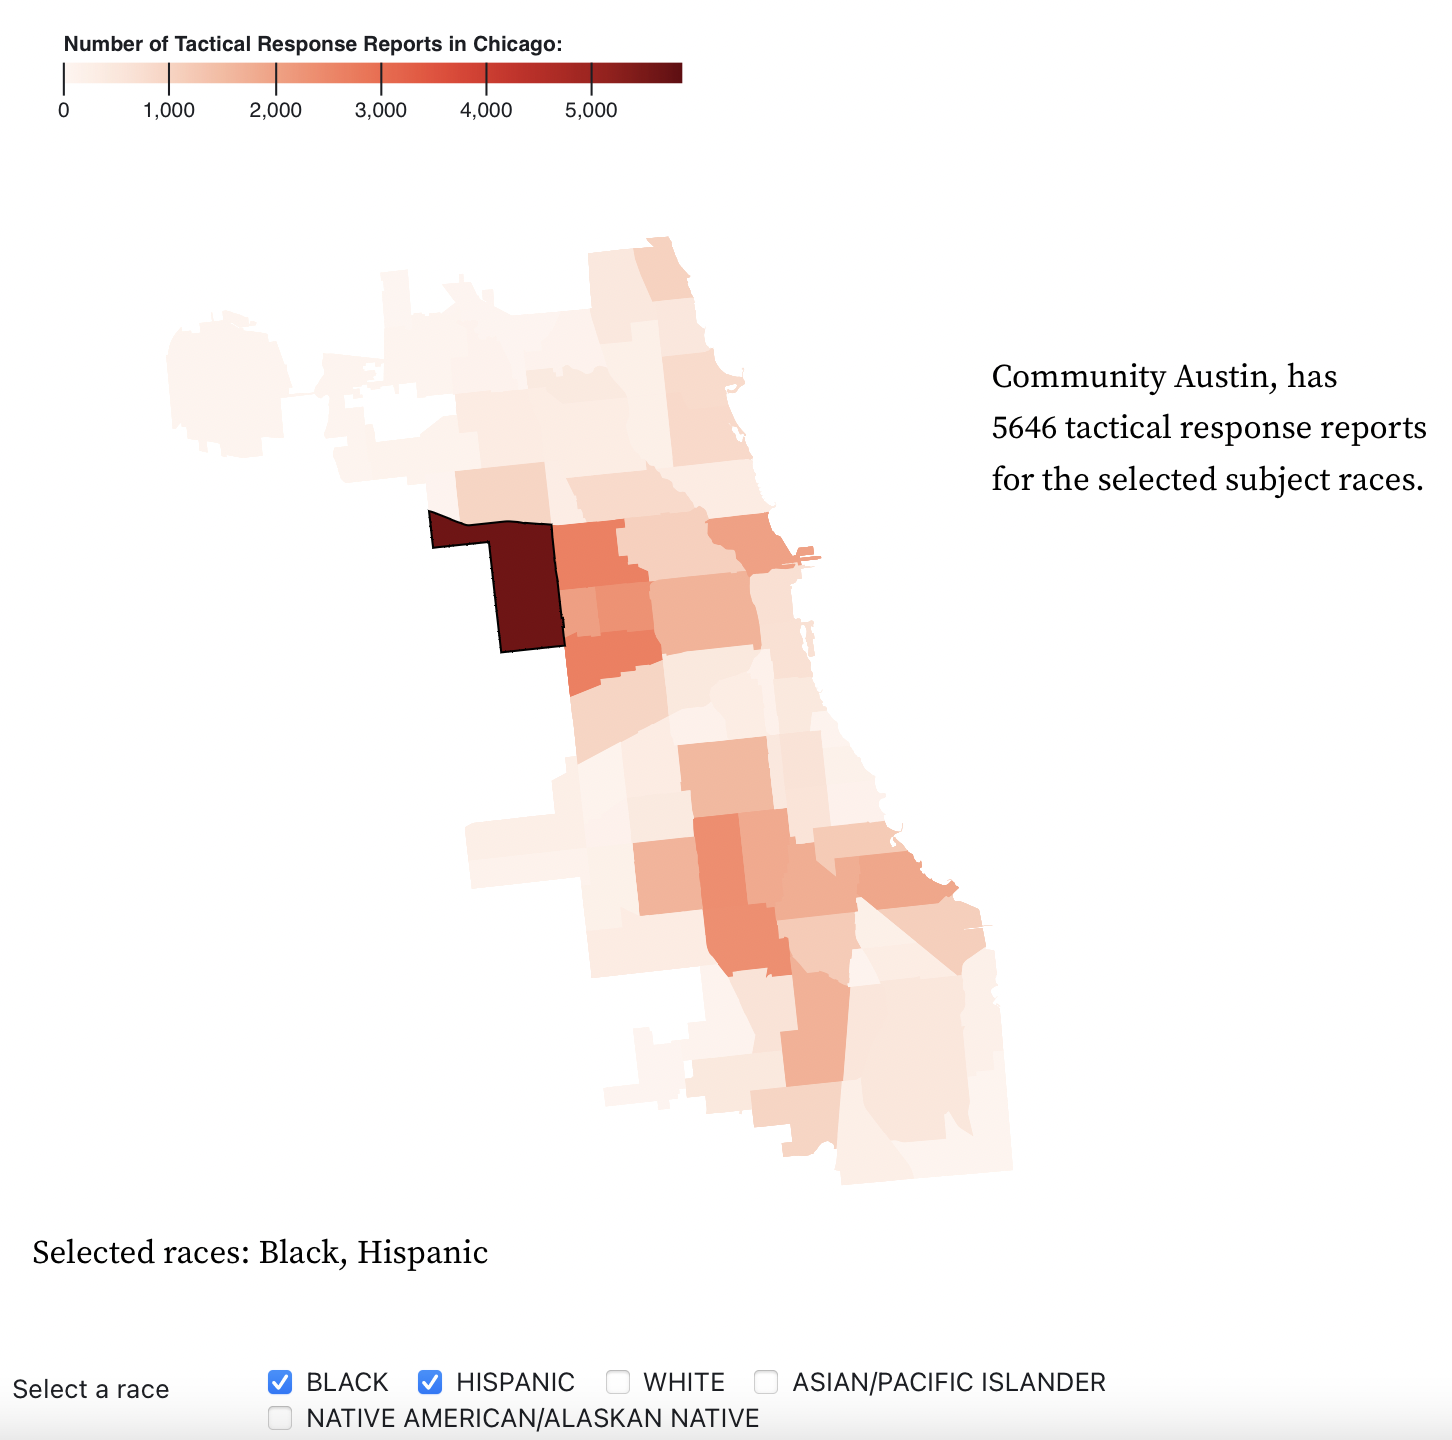 Number of Tactical Response Reports in Chicago:
0 1,000 2,000 3,000 4,000 5,000
Community Austin, has
5646 tactical response reports
for the selected subject races.
Selected races: Black, Hispanic
Select a race
BLACK HISPANIC WHITE ASIAN/PACIFIC ISLANDER
NATIVE AMERICAN/ALASKAN NATIVE